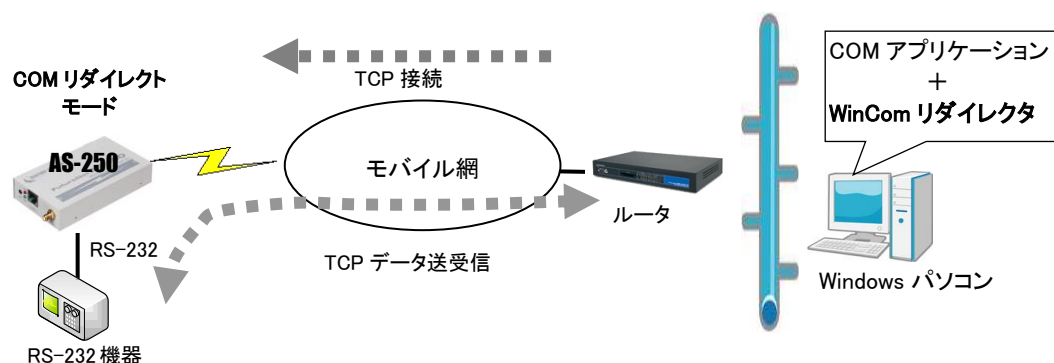 COM リダイレクト
モード
AS-250
RS-232
RS-232 機器
TCP 接続
モバイル網
TCP データ送受信
ルータ
COM アプリケーション
+
WinCom リダイレクタ
Windows パソコン